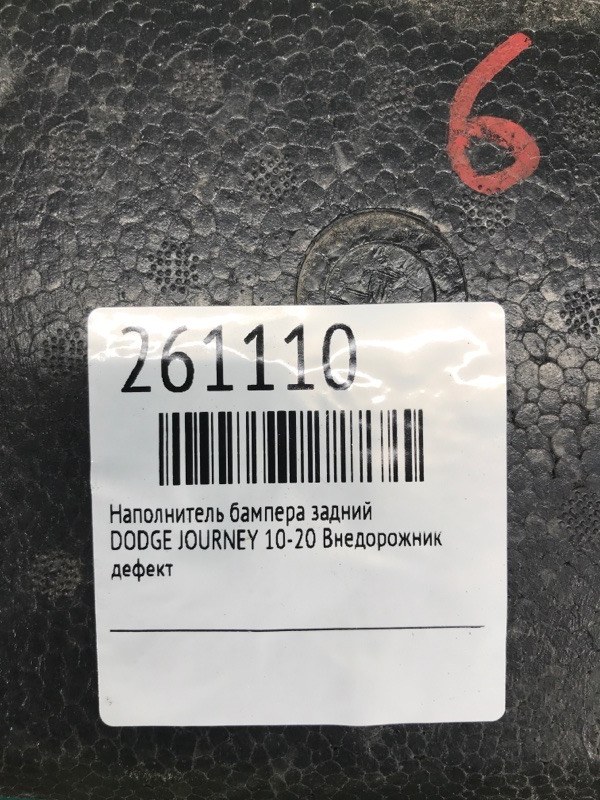 6
261110
Наполнитель бампера задний
DODGE JOURNEY 10-20 Внедорожник
дефект